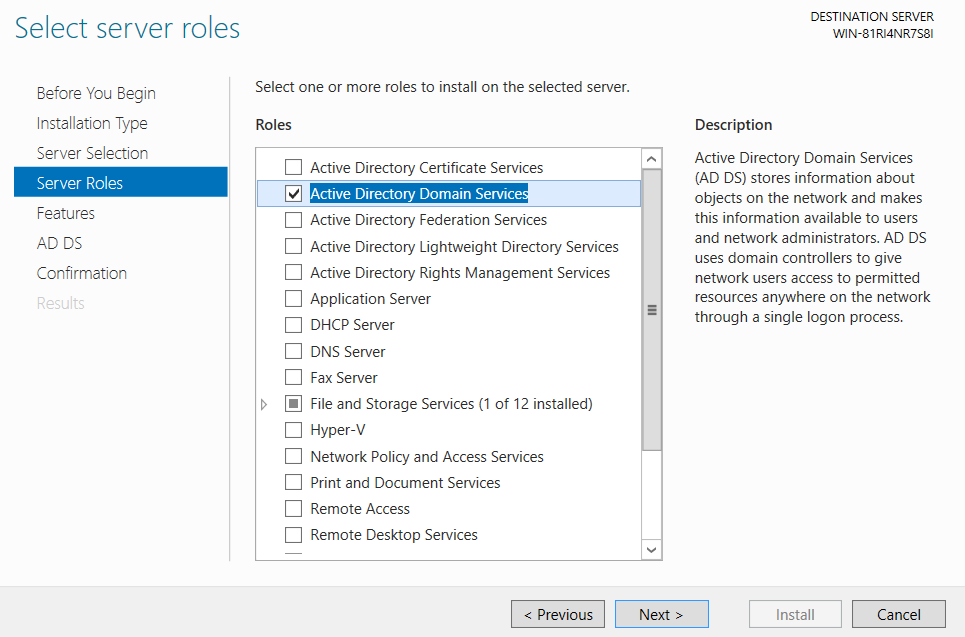 Select server roles
DESTINATION SERVER
WIN-81RI4NR7S8I
Before You Begin
Installation Type
Server Selection
Server Roles
Features
AD DS
Confirmation
Results
Select one or more roles to install on the selected server.
Roles
Active Directory Certificate Services
Active Directory Domain Services
Active Directory Federation Services
Active Directory Lightweight Directory Services
Active Directory Rights Management Services
Application Server
DHCP Server
DNS Server
Fax Server
File and Storage Services (1 of 12 installed)
Hyper-V
Network Policy and Access Services
Print and Document Services
Remote Access
Remote Desktop Services
Description
Active Directory Domain Services
(AD DS) stores information about
objects on the network and makes
this information available to users
and network administrators. AD DS
uses domain controllers to give
network users access to permitted
resources anywhere on the network
through a single logon process.
< Previous
Next >
Install
Cancel